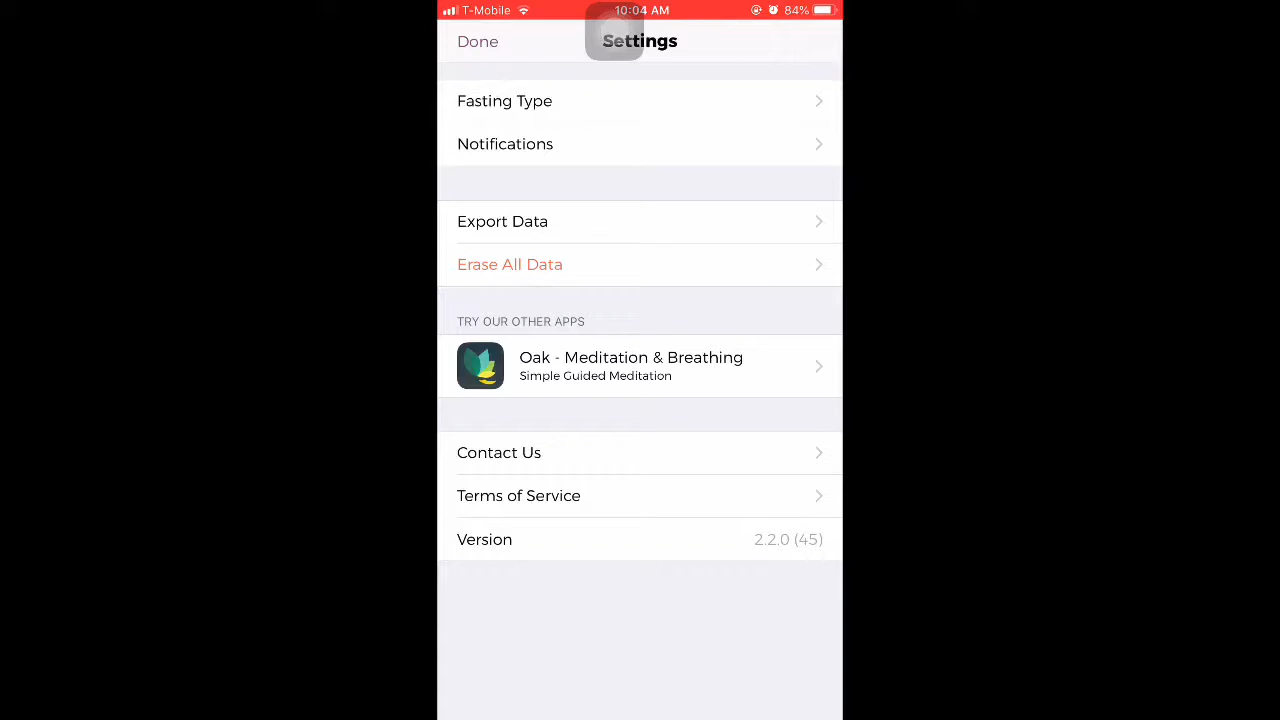 T-Mobile 10:04 AM 84%
Done Settings
Fasting Type
Notifications
Export Data
Erase All Data
TRY OUR OTHER APPS
Oak - Meditation & Breathing
Simple Guided Meditation
Contact Us
Terms of Service
Version 2.2.0 (45)